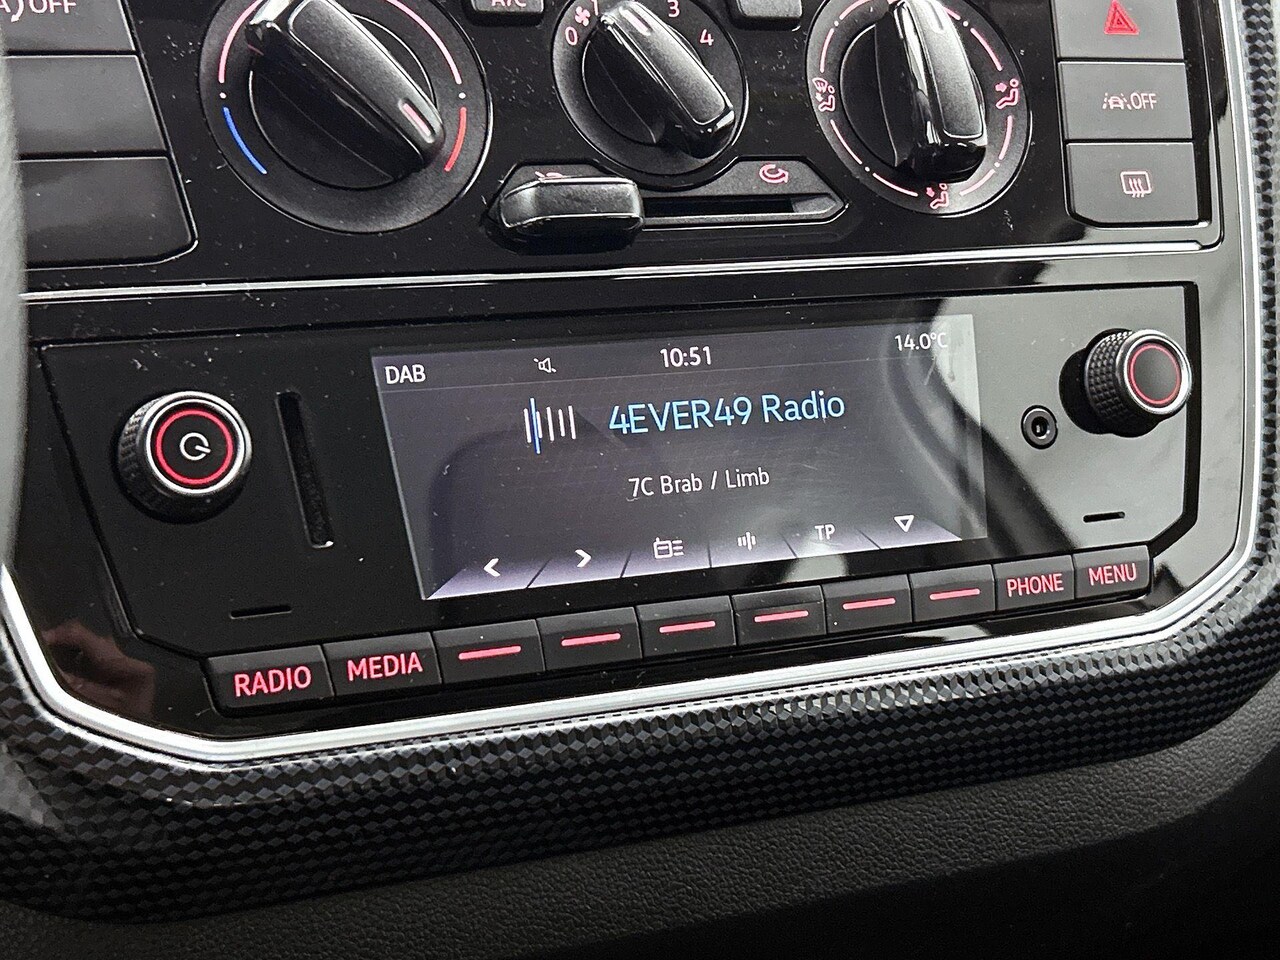 OFF
A/C
0 1 3 4
OFF
DAB 10:51 14.0°C
4EVER49 Radio
7C Brab / Limb
TP
RADIO MEDIA PHONE MENU